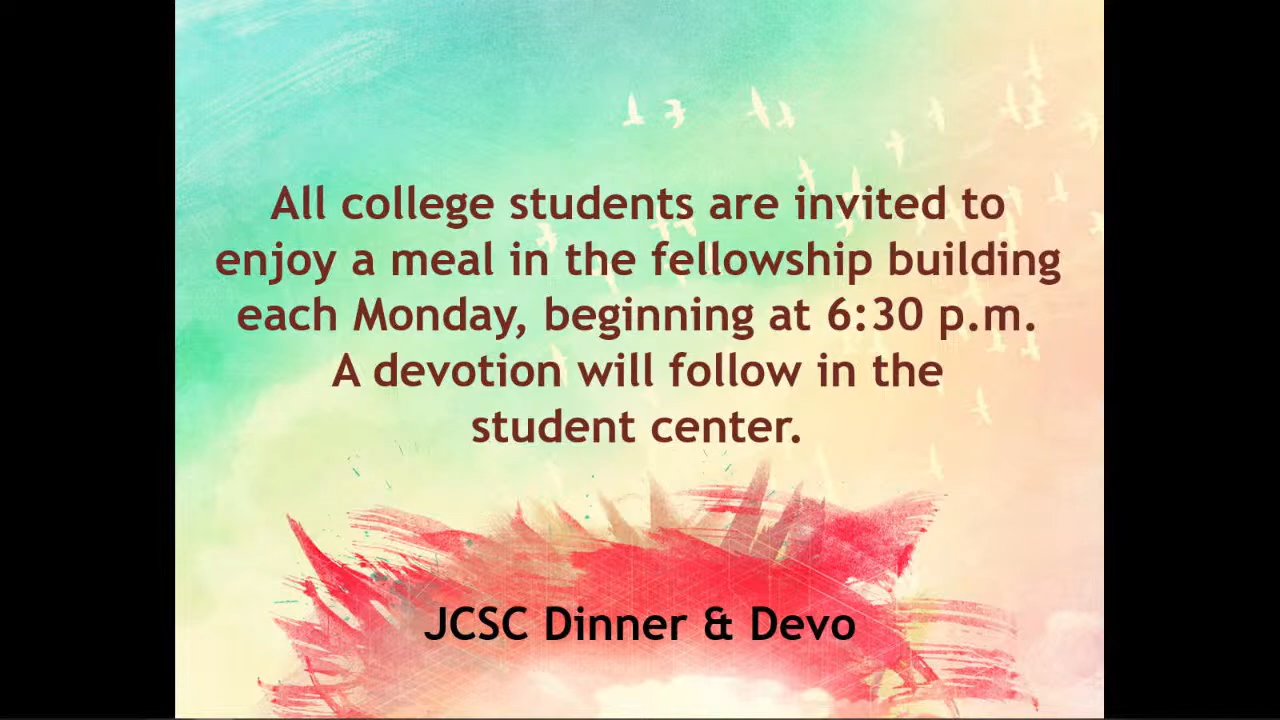 All college students are invited to
enjoy a meal in the fellowship building
each Monday, beginning at 6:30 p.m.
A devotion will follow in the
student center.
JCSC Dinner & Devo